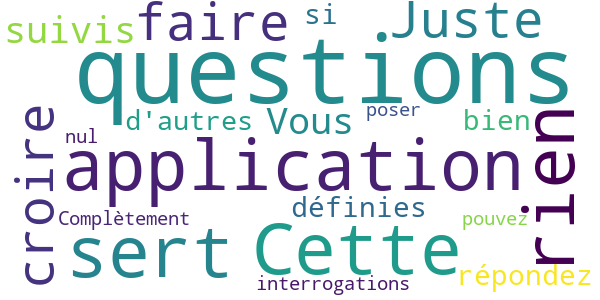 suivis faire si Juste
questions
d'autres Vous poser bien
nul application rien
croire
Complètement définies pouvez
sert Cette répondez
interrogations